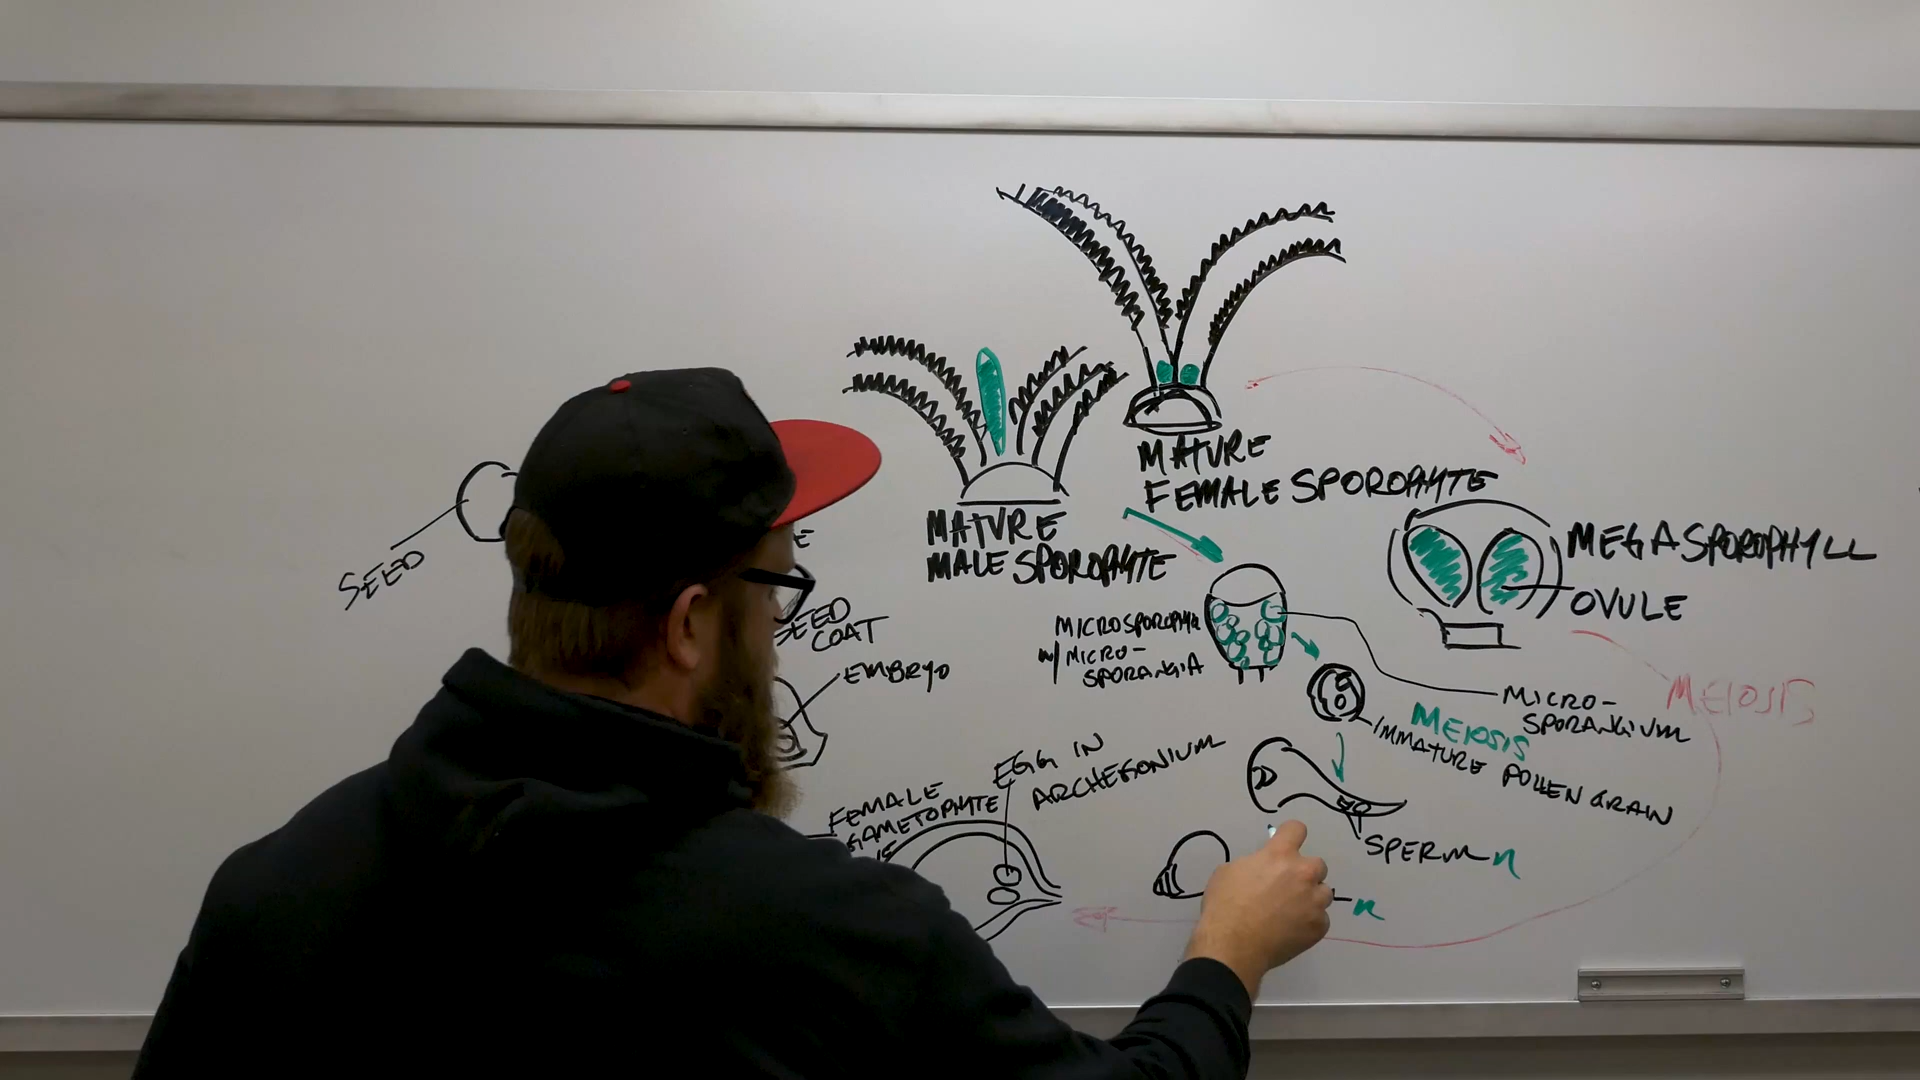 MATURE
FEMALE SPOROPHYTE
MATURE
MALE SPOROPHYTE
MEGASPOROPHYLL
OVULE
SEED
E
SEED
COAT
EMBRYO
MICROSPOROPHYLL
w/ MICRO-
SPORANGIA
MICRO-
SPORANGIUM
MEIOSIS
MEIOSIS
IMMATURE POLLEN GRAIN
EGG IN
ARCHEGONIUM
FEMALE
GAMETOPHYTE
SPERM n
n